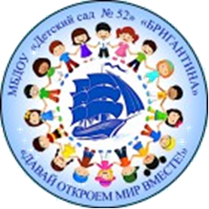 МБДОУ «Детский сад № 52» «БРИГАНТИНА»
«ДАВАЙ ОТКРОЕМ МИР ВМЕСТЕ!»